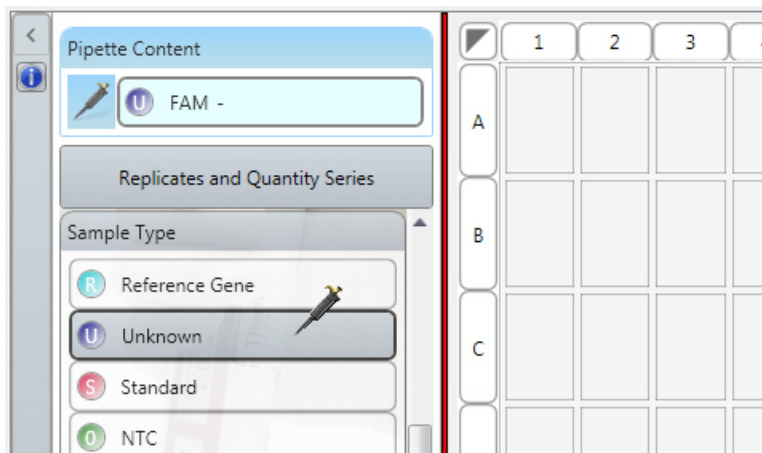 Pipette Content
U FAM -
Replicates and Quantity Series
Sample Type
R Reference Gene
U Unknown
S Standard
0 NTC
1 2 3
A
B
C